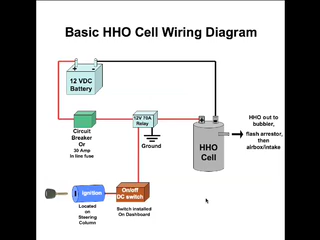 Basic HHO Cell Wiring Diagram
+ -
12 VDC
Battery
Circuit
Breaker
Or
30 Amp
in line fuse
12V 70A
Relay
Ground
HHO
Cell
HHO out to
bubbler,
flash arrestor,
then
airbox/intake
Ignition
Located
on
Steering
Column
On/off
DC switch
Switch installed
On Dashboard